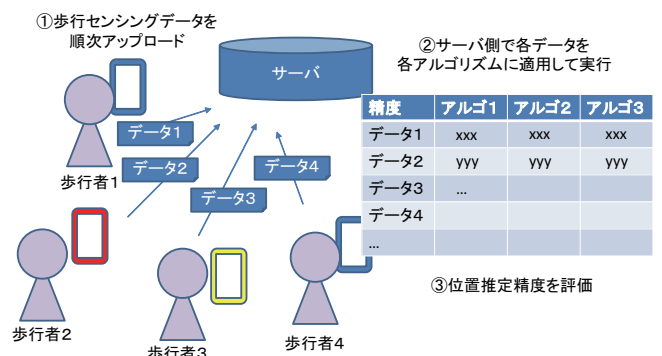 ①歩行センシングデータを
順次アップロード
サーバ
②サーバ側で各データを
各アルゴリズムに適用して実行
データ1
データ2
データ3
データ4
歩行者1
歩行者2
歩行者3
歩行者4
精度 アルゴ1 アルゴ2 アルゴ3
データ1 xxx xxx xxx
データ2 yyy yyy yyy
データ3 ...
データ4
...
③位置推定精度を評価